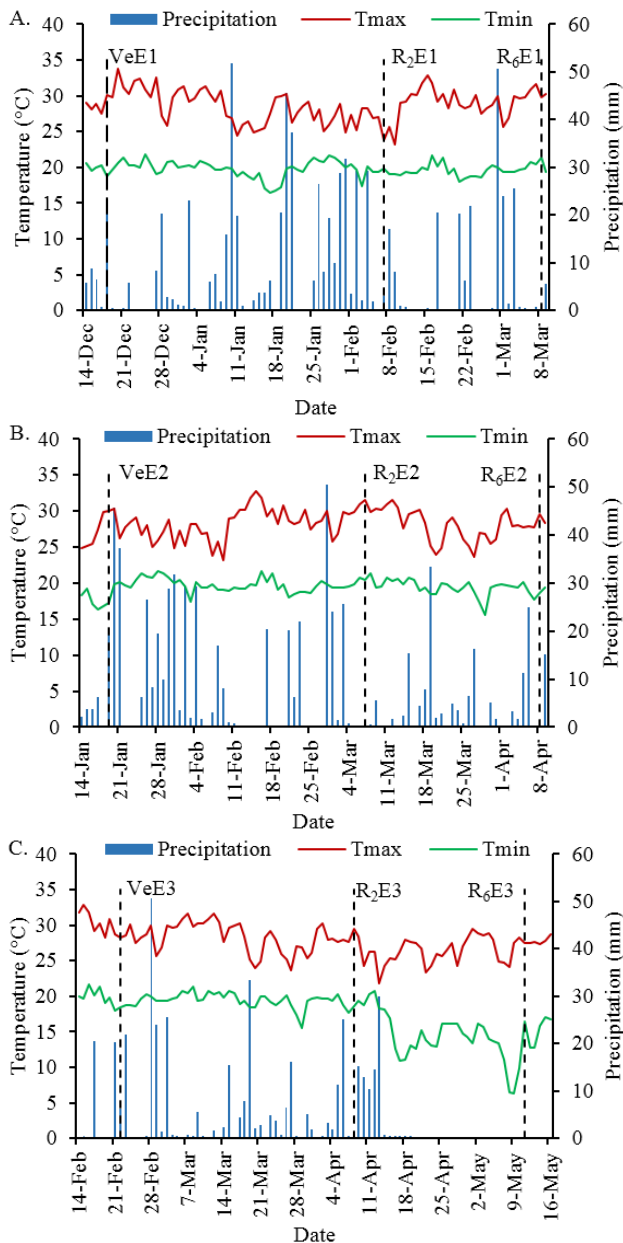 A.
Precipitation Tmax Tmin
VeE1 R₂E1 R₆E1
Temperature (°C)
40
35
30
25
20
15
10
5
0
Precipitation (mm)
60
50
40
30
20
10
0
14-Dec
21-Dec
28-Dec
4-Jan
11-Jan
18-Jan
25-Jan
1-Feb
8-Feb
15-Feb
22-Feb
1-Mar
8-Mar
Date
B.
Precipitation Tmax Tmin
VeE2 R₂E2 R₆E2
Temperature (°C)
40
35
30
25
20
15
10
5
0
Precipitation (mm)
60
50
40
30
20
10
0
14-Jan
21-Jan
28-Jan
4-Feb
11-Feb
18-Feb
25-Feb
4-Mar
11-Mar
18-Mar
25-Mar
1-Apr
8-Apr
Date
C.
Precipitation Tmax Tmin
VeE3 R₂E3 R₆E3
Temperature (°C)
40
35
30
25
20
15
10
5
0
Precipitation (mm)
60
50
40
30
20
10
0
14-Feb
21-Feb
28-Feb
7-Mar
14-Mar
21-Mar
28-Mar
4-Apr
11-Apr
18-Apr
25-Apr
2-May
9-May
16-May
Date